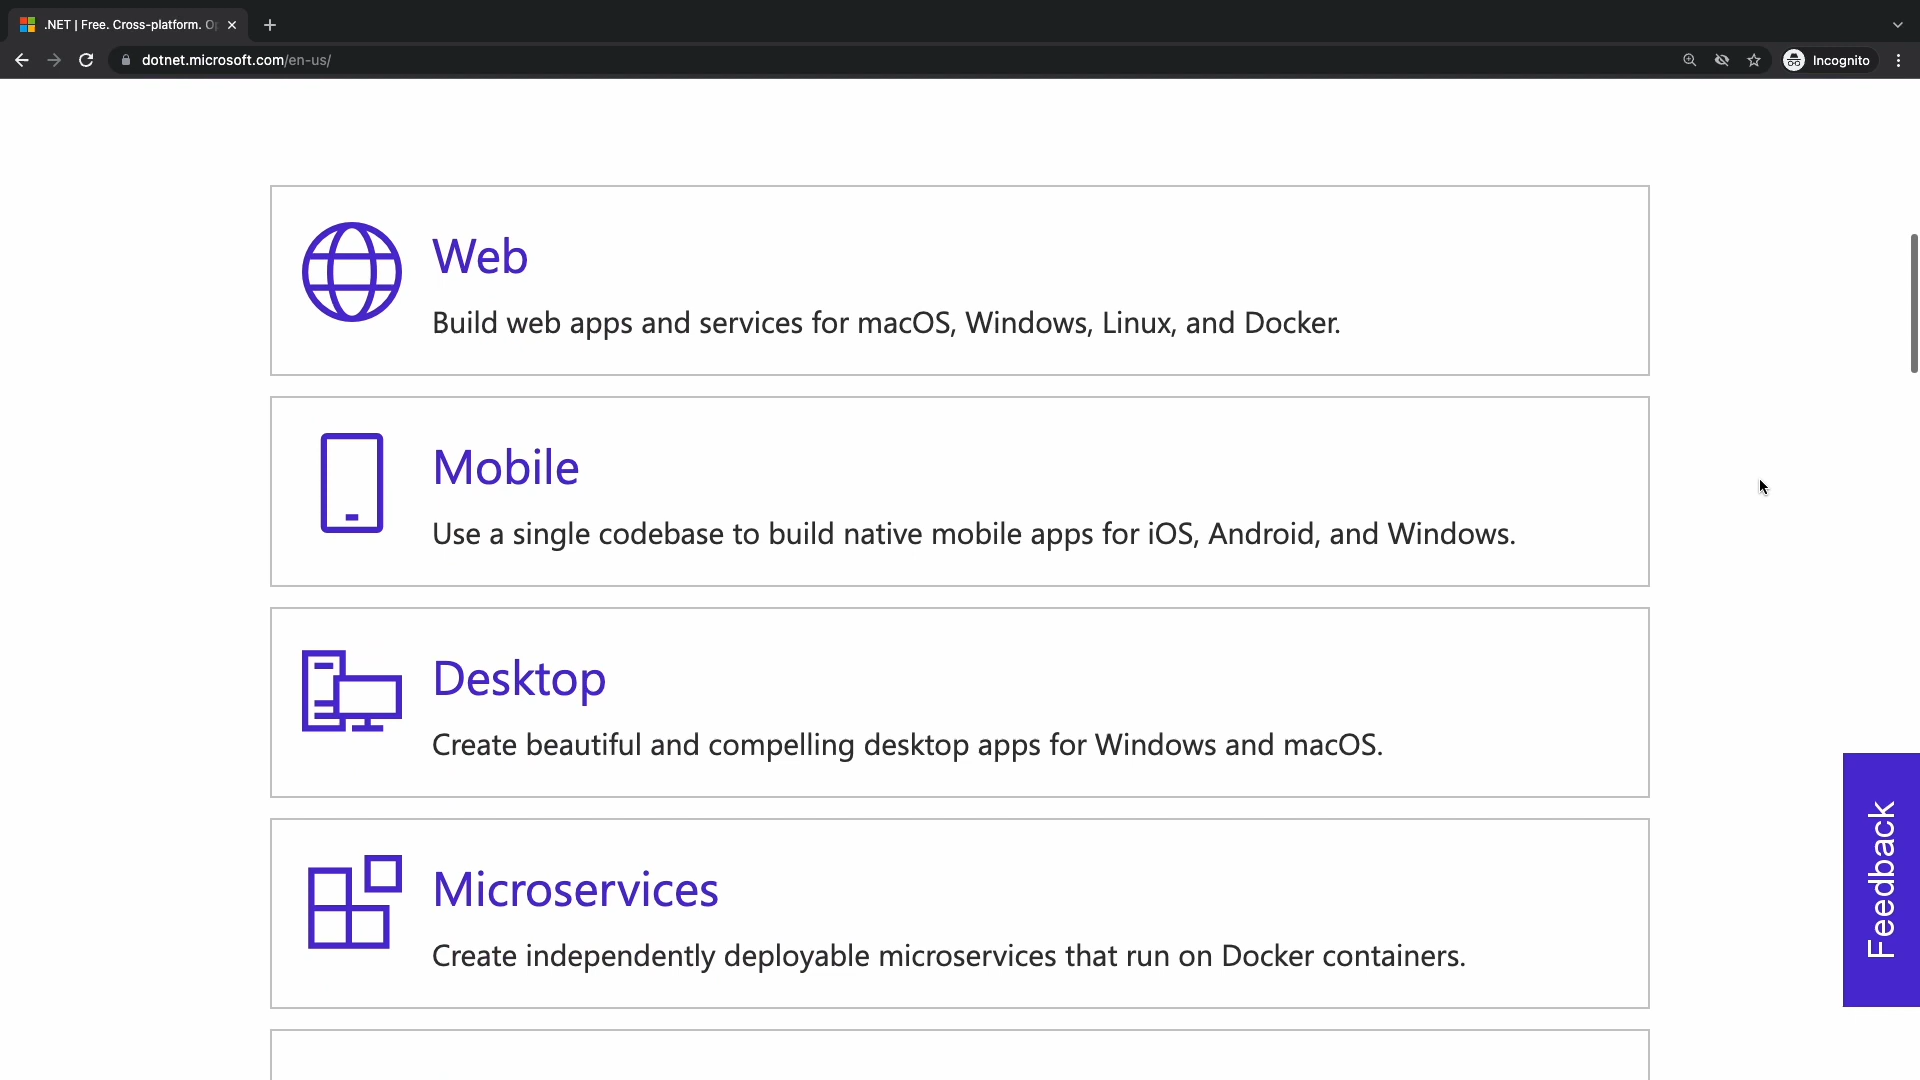 .NET | Free. Cross-platform.
dotnet.microsoft.com/en-us/
Incognito
Web
Build web apps and services for macOS, Windows, Linux, and Docker.
Mobile
Use a single codebase to build native mobile apps for iOS, Android, and Windows.
Desktop
Create beautiful and compelling desktop apps for Windows and macOS.
Microservices
Create independently deployable microservices that run on Docker containers.
Feedback